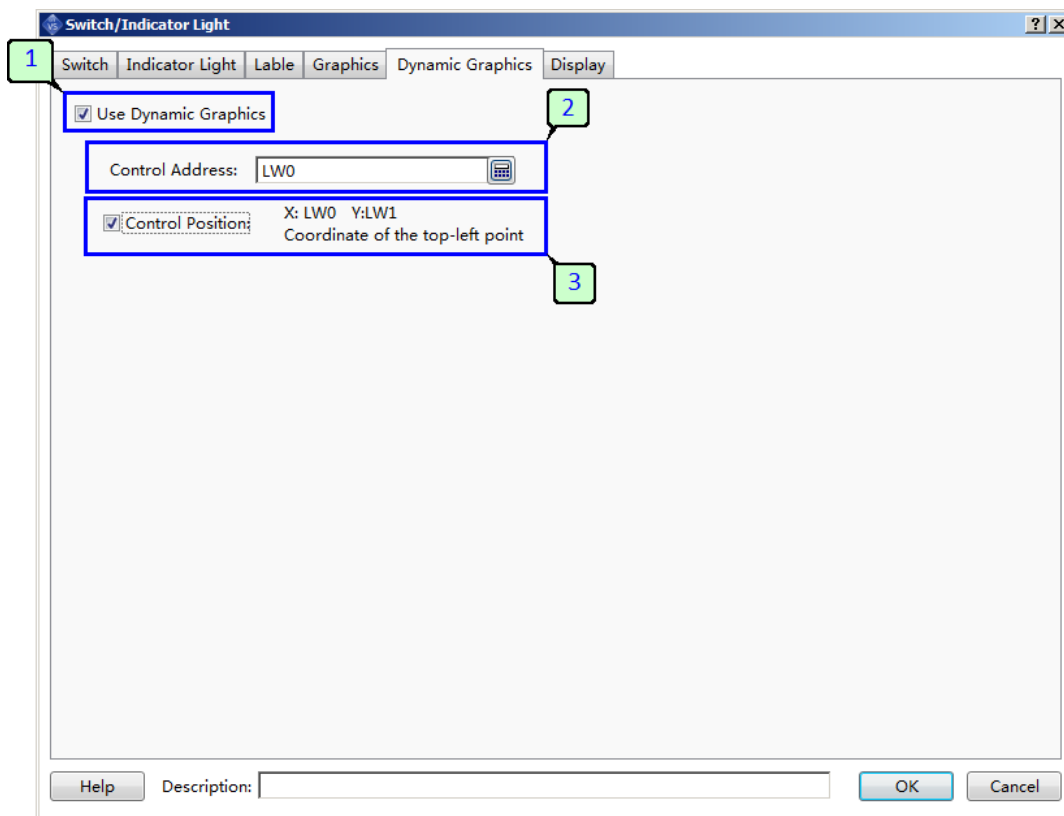 VS Switch/Indicator Light ? X
1
Switch Indicator Light Lable Graphics Dynamic Graphics Display
Use Dynamic Graphics
2
Control Address: LW0
Control Position: X: LW0 Y:LW1
Coordinate of the top-left point
3
Help Description: OK Cancel